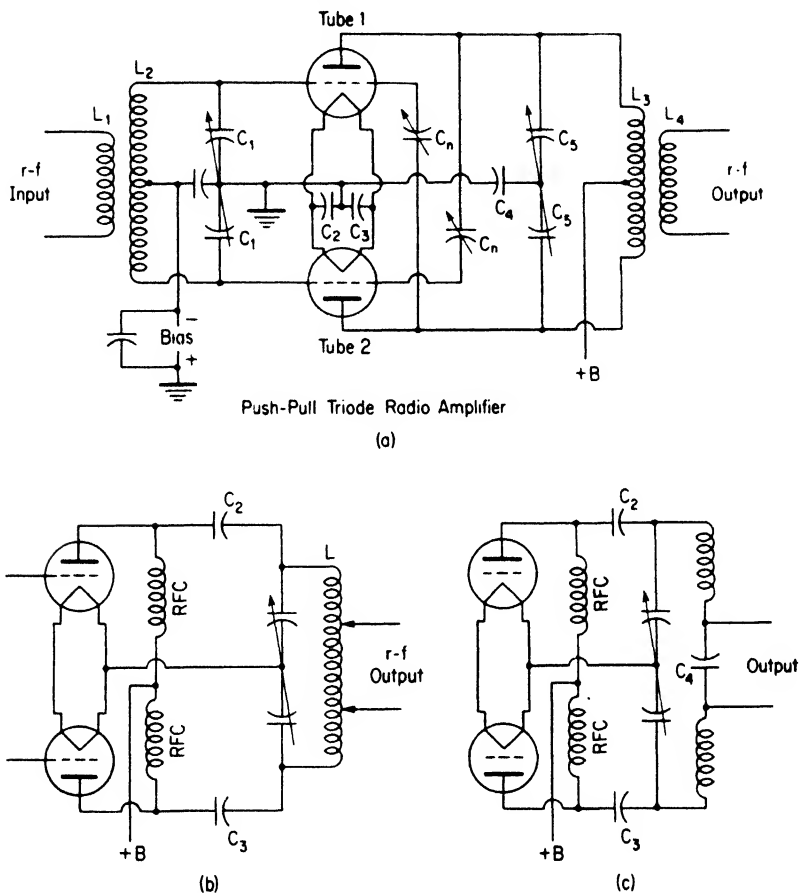 Tube 1
L₂
L₃
L₁
L₄
C₁
Cₙ
C₅
r-f
Input
r-f
Output
C₂
C₃
C₄
C₁
Cₙ
C₅
−
Bias
+
Tube 2
+B
Push-Pull Triode Radio Amplifier
(a)
C₂
L
RFC
r-f
Output
RFC
C₃
+B
(b)
C₂
RFC
C₄
Output
RFC
C₃
+B
(c)